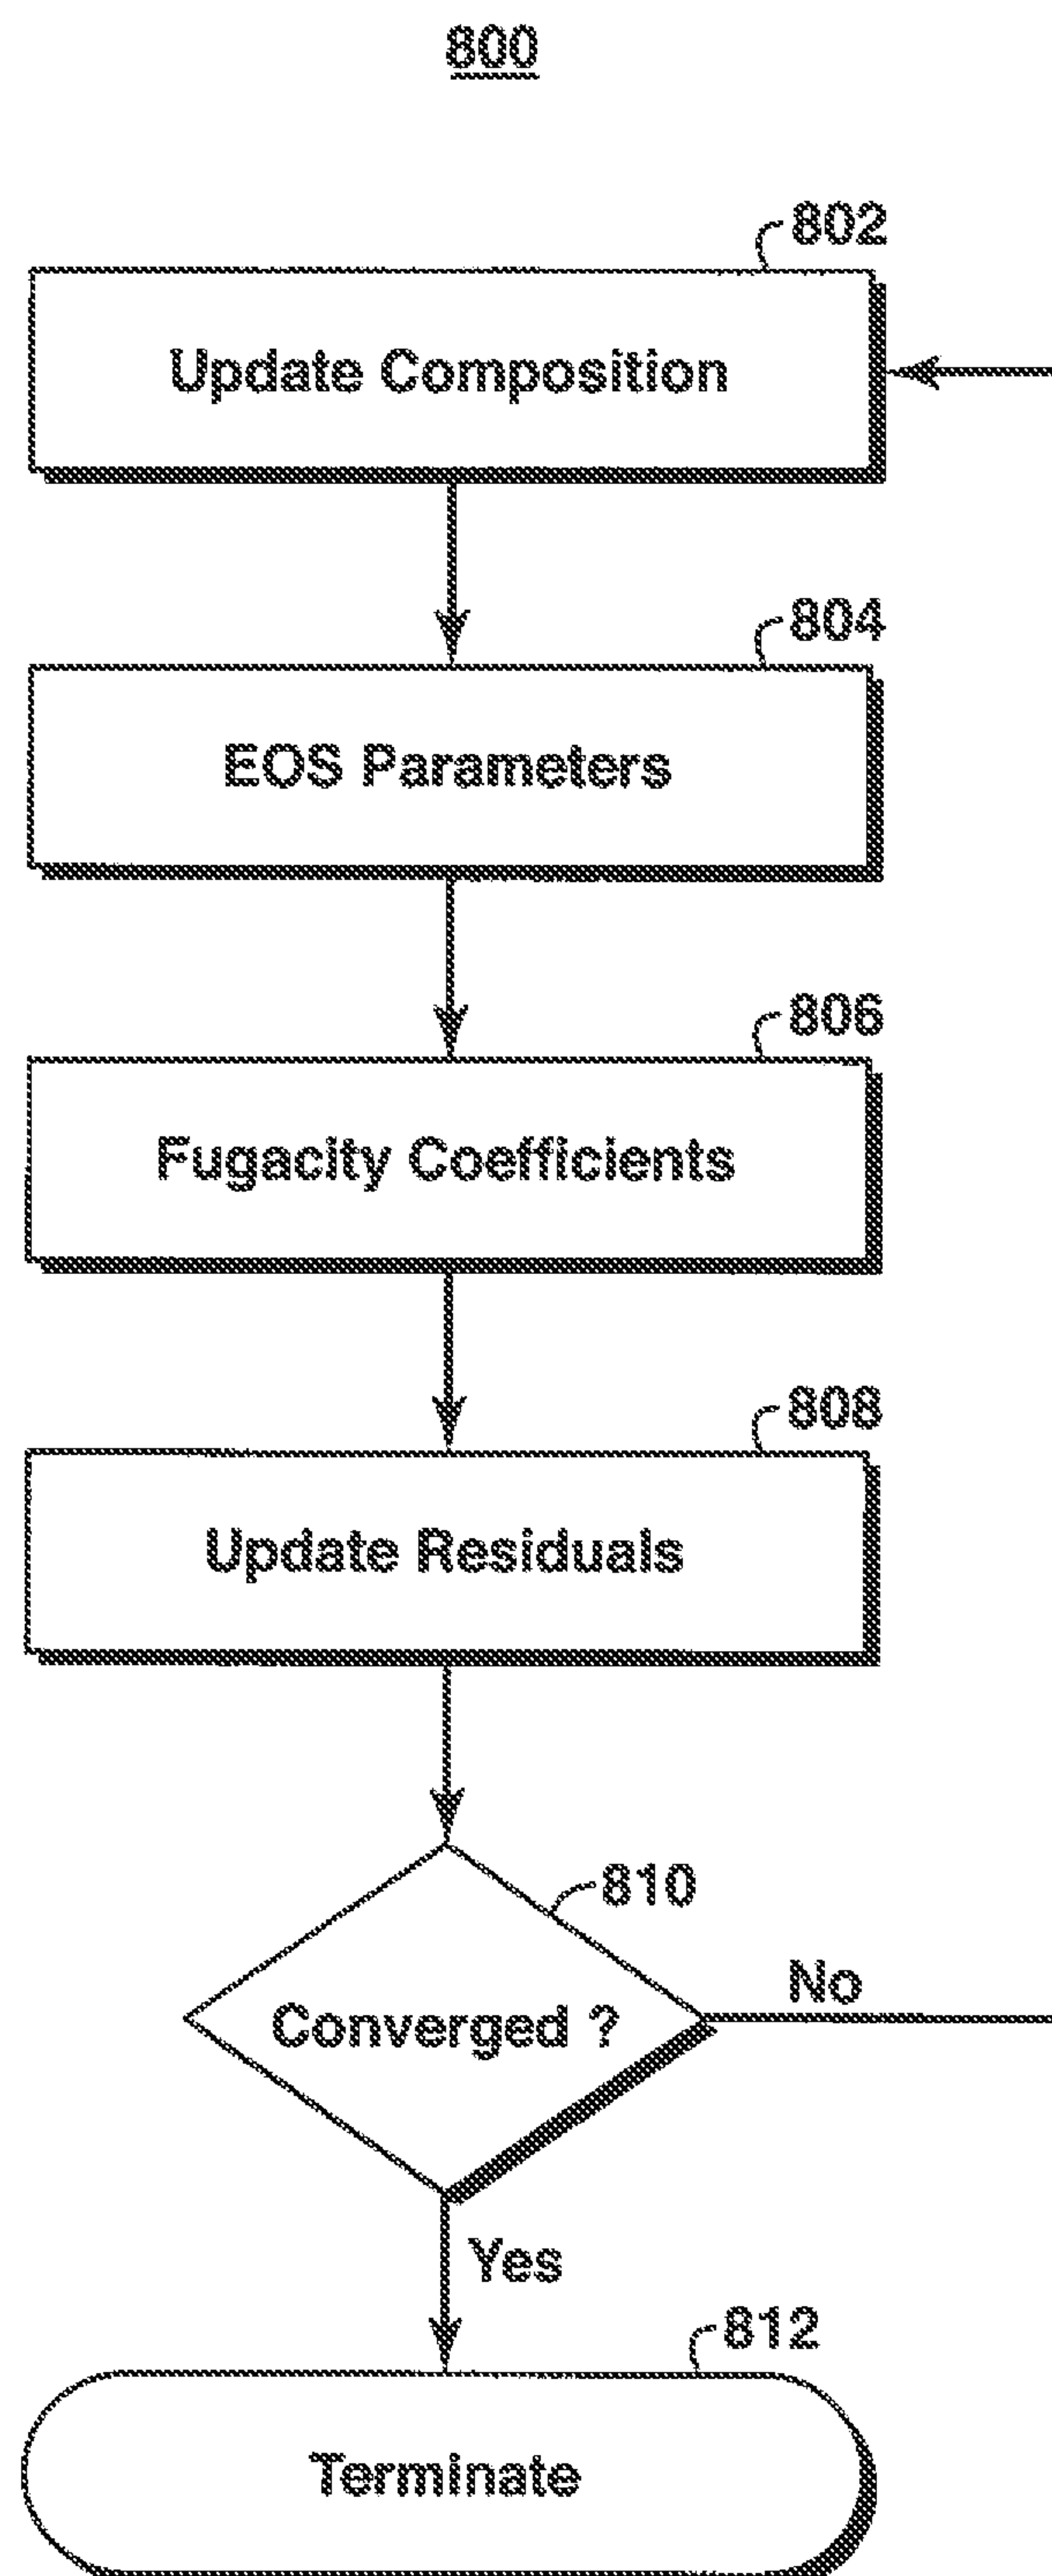 800
802
Update Composition
804
EOS Parameters
806
Fugacity Coefficients
808
Update Residuals
810
Converged ?
No
Yes
812
Terminate